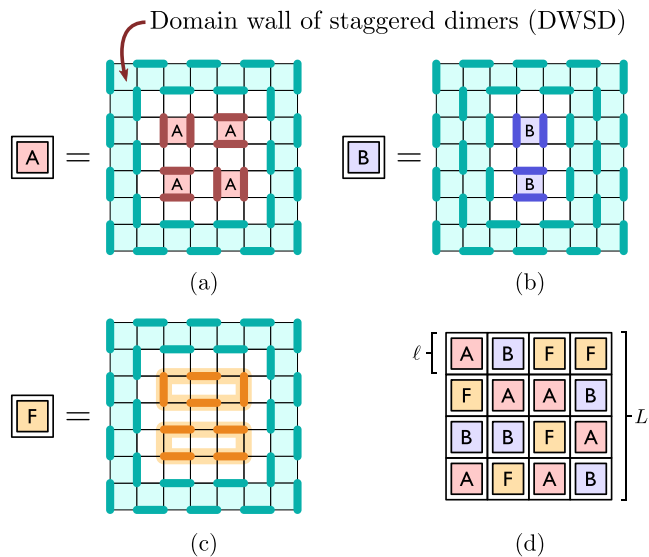 Domain wall of staggered dimers (DWSD)
A = A A
A A
(a)
B = B
B
(b)
F =
(c)
ℓ A B F F L
F A A B
B B F A
A F A B
(d)